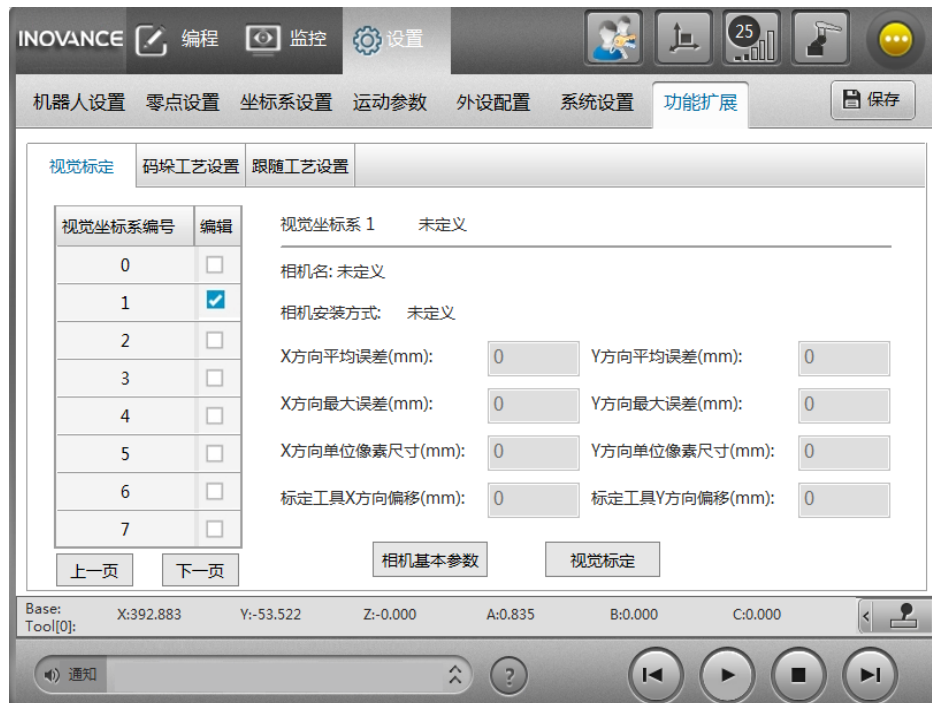 INOVANCE 编程 监控 设置 25
机器人设置 零点设置 坐标系设置 运动参数 外设配置 系统设置 功能扩展 保存
视觉标定 码垛工艺设置 跟随工艺设置
视觉坐标系编号 编辑 视觉坐标系 1 未定义
0
相机名: 未定义
1
相机安装方式: 未定义
2
X方向平均误差(mm): 0 Y方向平均误差(mm): 0
3
X方向最大误差(mm): 0 Y方向最大误差(mm): 0
4
5 X方向单位像素尺寸(mm): 0 Y方向单位像素尺寸(mm): 0
6 标定工具X方向偏移(mm): 0 标定工具Y方向偏移(mm): 0
7
上一页 下一页 相机基本参数 视觉标定
Base:
Tool[0]: X:392.883 Y:-53.522 Z:-0.000 A:0.835 B:0.000 C:0.000
通知 ?